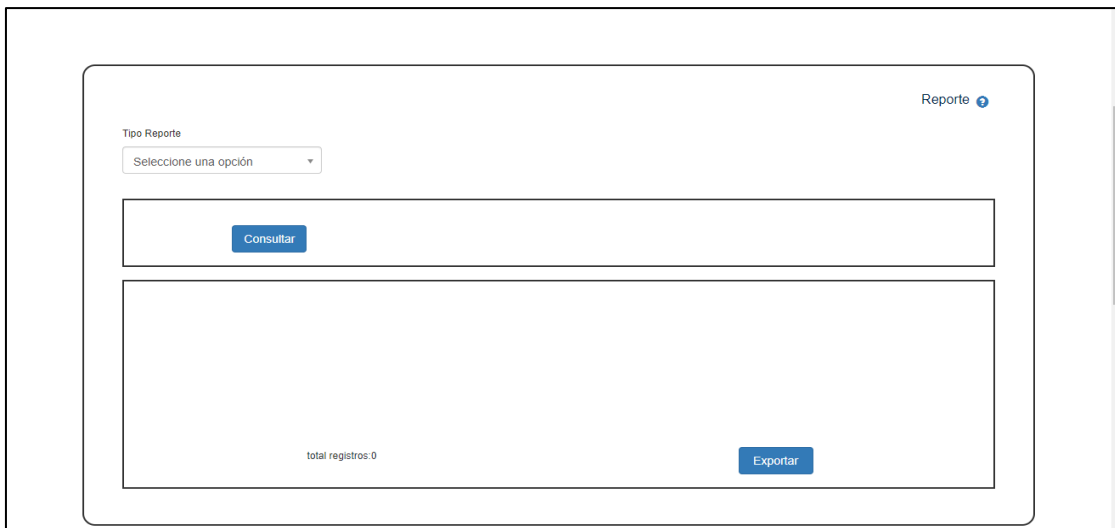 Reporte
Tipo Reporte
Seleccione una opción
Consultar
total registros:0
Exportar